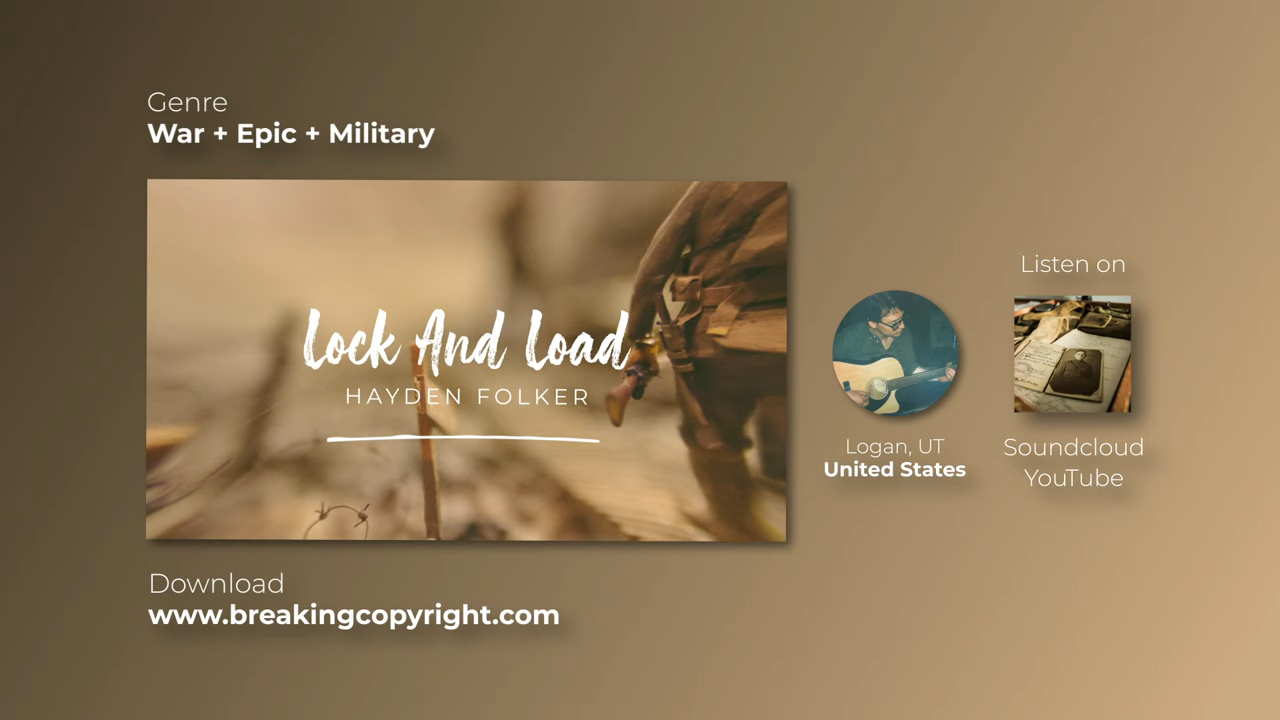 Genre
War + Epic + Military
Lock And Load
HAYDEN FOLKER
Listen on
Logan, UT
United States
Soundcloud
YouTube
Download
www.breakingcopyright.com